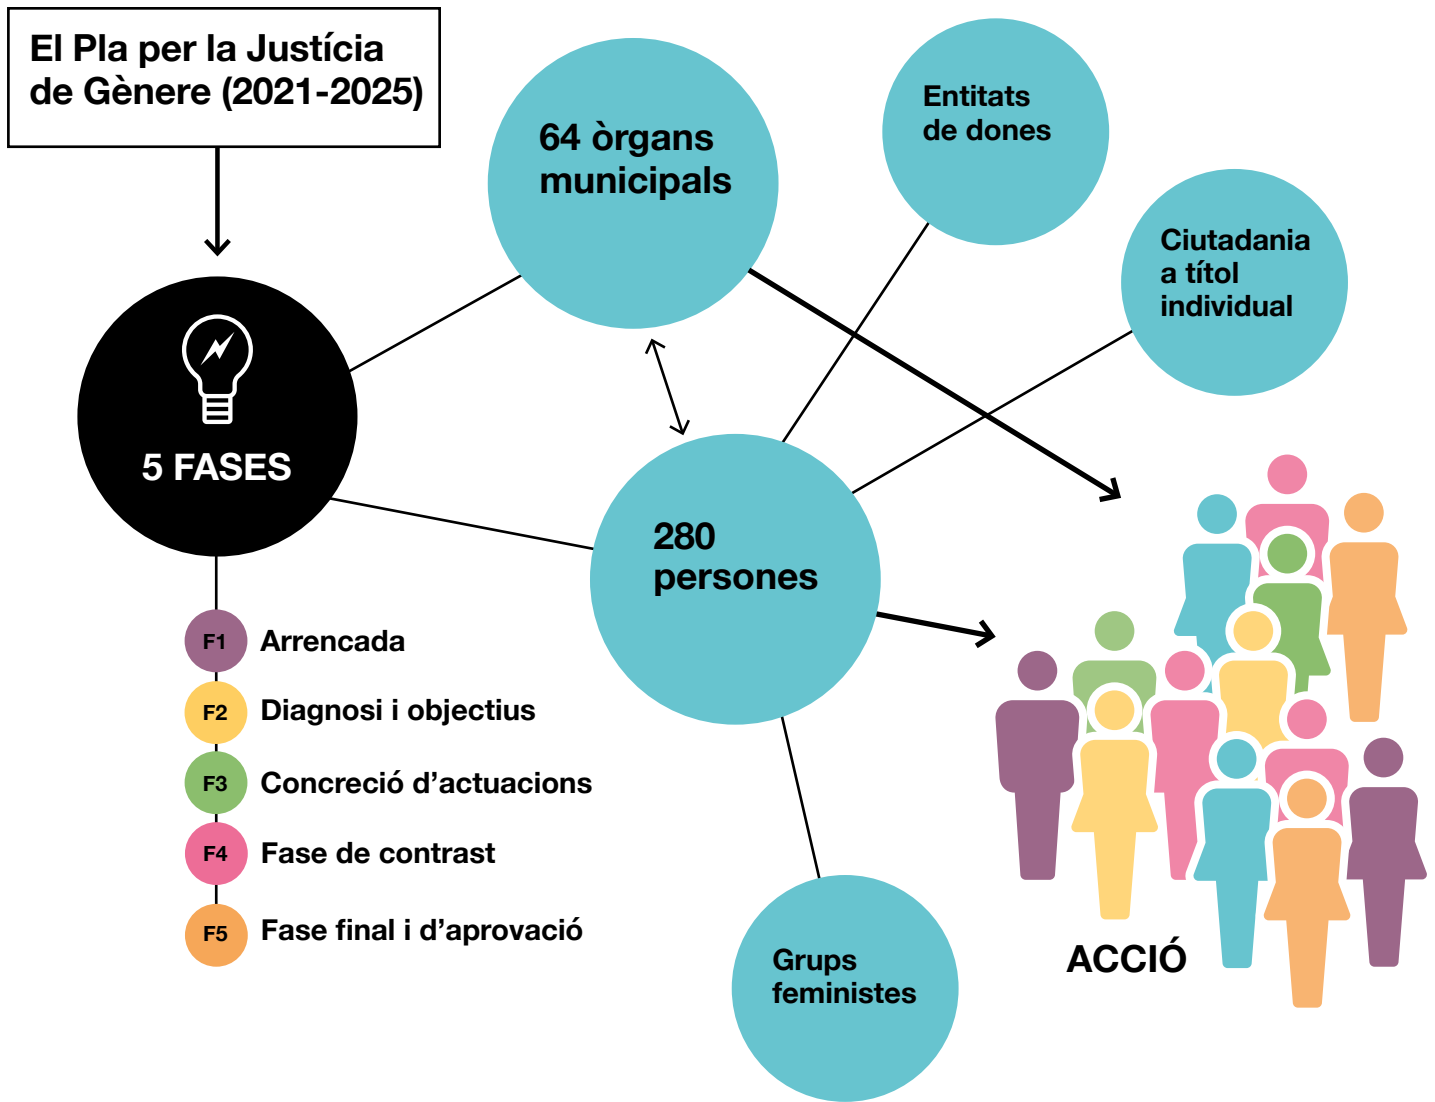 El Pla per la Justícia
de Gènere (2021-2025)
64 òrgans
municipals
Entitats
de dones
Ciutadania
a títol
individual
5 FASES
280
persones
F1 Arrencada
F2 Diagnosi i objectius
F3 Concreció d’actuacions
F4 Fase de contrast
F5 Fase final i d’aprovació
Grups
feministes
ACCIÓ